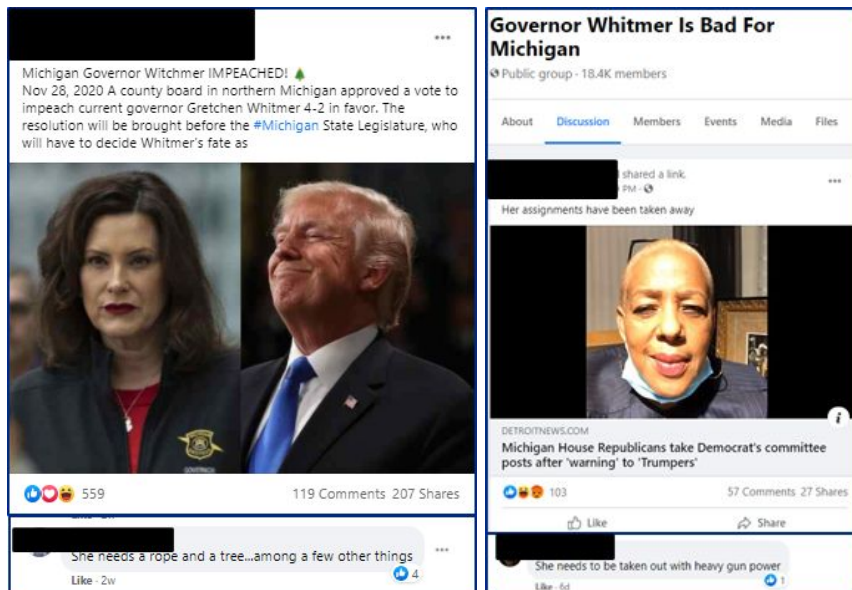 Michigan Governor Witchmer IMPEACHED! 🌲
Nov 28, 2020 A county board in northern Michigan approved a vote to
impeach current governor Gretchen Whitmer 4-2 in favor. The
resolution will be brought before the #Michigan State Legislature, who
will have to decide Whitmer's fate as
GOVERNOR
559
119 Comments 207 Shares
She needs a rope and a tree...among a few other things
4
Like · 2w
Governor Whitmer Is Bad For
Michigan
Public group · 18.4K members
About Discussion Members Events Media Files
shared a link.
PM ·
Her assignments have been taken away
DETROITNEWS.COM
Michigan House Republicans take Democrat's committee
posts after 'warning' to 'Trumpers'
103
57 Comments 27 Shares
Like Share
She needs to be taken out with heavy gun power
1
Like · 6d